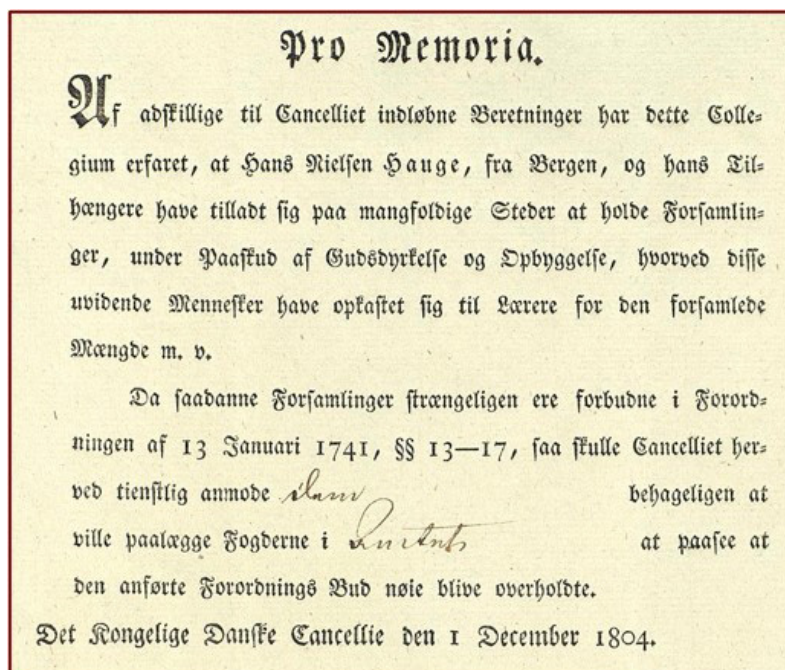 Pro Memoria.
Af adskillige til Cancelliet indløbne Beretninger har dette Colle=
gium erfaret, at Hans Nielsen Hauge, fra Bergen, og hans Til=
hængere have tilladt sig paa mangfoldige Steder at holde Forsamlin=
ger, under Paaskud af Gudsdyrkelse og Opbyggelse, hvorved disse
uvidende Mennesker have opkastet sig til Lærere for den forsamlede
Mængde m. v.
Da saadanne Forsamlinger strængeligen ere forbudne i Forord=
ningen af 13 Januari 1741, §§ 13—17, saa skulle Cancelliet her=
ved tienstlig anmode dem behageligen at
ville paalægge Fogderne i at paasee at
den anførte Forordnings Bud nøie blive overholdte.
Det Kongelige Danske Cancellie den 1 December 1804.